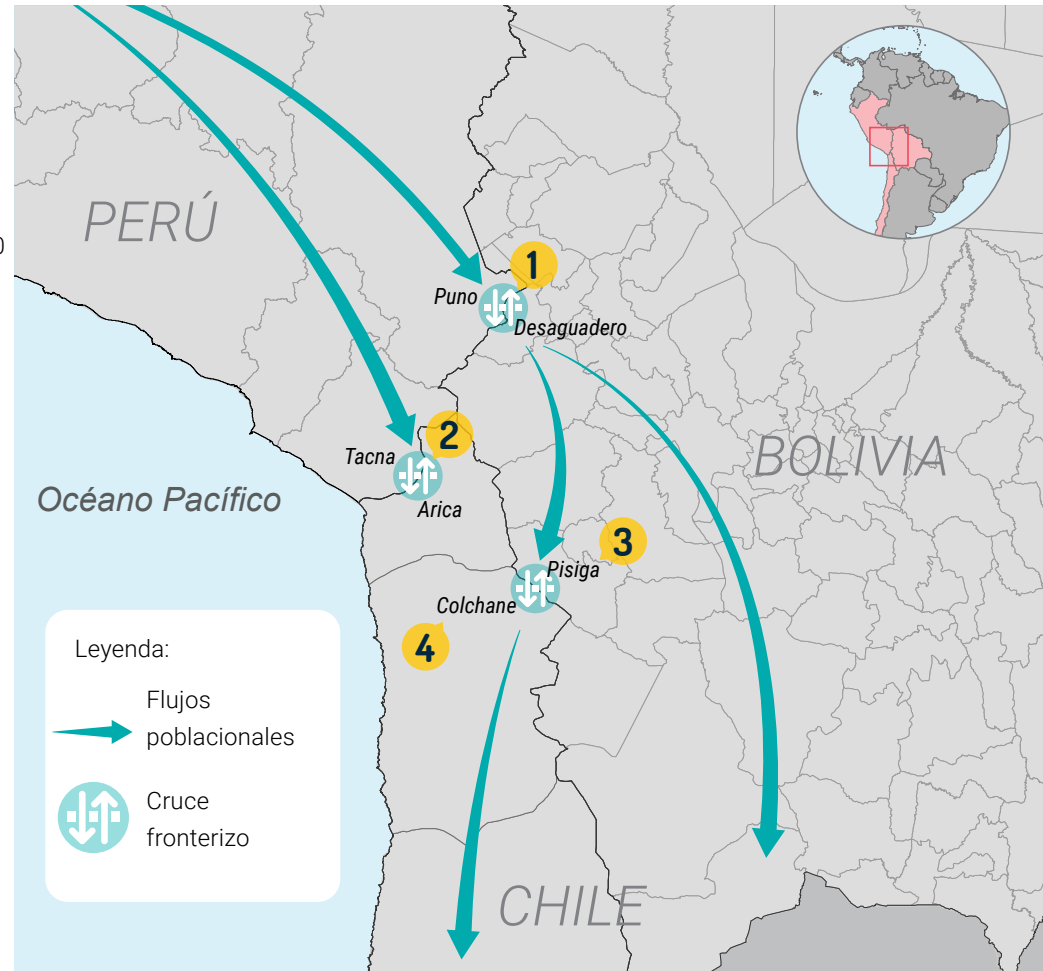 PERÚ
0
1
Puno
Desaguadero
2
Tacna
Arica
BOLIVIA
Océano Pacífico
3
Pisiga
Colchane
4
Leyenda:
Flujos
poblacionales
Cruce
fronterizo
CHILE